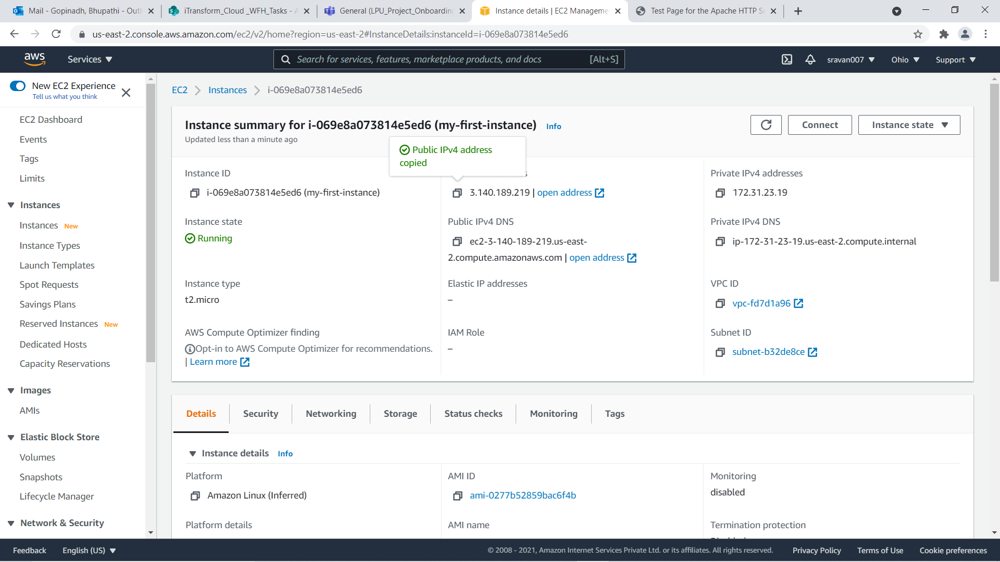 Mail - Gopinadh, Bhupathi - Outl
iTransform_Cloud _WFH_Tasks - A
General (LPU_Project_Onboarding
Instance details | EC2 Manageme
Test Page for the Apache HTTP Se
us-east-2.console.aws.amazon.com/ec2/v2/home?region=us-east-2#InstanceDetails:instanceId=i-069e8a073814e5ed6
aws
Services
Search for services, features, marketplace products, and docs
[Alt+S]
sravan007
Ohio
Support
New EC2 Experience
Tell us what you think
EC2 Dashboard
Events
Tags
Limits
Instances
Instances New
Instance Types
Launch Templates
Spot Requests
Savings Plans
Reserved Instances New
Dedicated Hosts
Capacity Reservations
Images
AMIs
Elastic Block Store
Volumes
Snapshots
Lifecycle Manager
Network & Security
EC2 > Instances > i-069e8a073814e5ed6
Instance summary for i-069e8a073814e5ed6 (my-first-instance) Info
Updated less than a minute ago
Connect
Instance state
Public IPv4 address
copied
Instance ID
i-069e8a073814e5ed6 (my-first-instance)
3.140.189.219 | open address
Private IPv4 addresses
172.31.23.19
Instance state
Running
Public IPv4 DNS
ec2-3-140-189-219.us-east-
2.compute.amazonaws.com | open address
Private IPv4 DNS
ip-172-31-23-19.us-east-2.compute.internal
Instance type
t2.micro
Elastic IP addresses
–
VPC ID
vpc-fd7d1a96
AWS Compute Optimizer finding
Opt-in to AWS Compute Optimizer for recommendations.
| Learn more
IAM Role
–
Subnet ID
subnet-b32de8ce
Details
Security
Networking
Storage
Status checks
Monitoring
Tags
Instance details Info
Platform
Amazon Linux (Inferred)
AMI ID
ami-0277b52859bac6f4b
Monitoring
disabled
Platform details
AMI name
Termination protection
Feedback
English (US)
© 2008 - 2021, Amazon Internet Services Private Ltd. or its affiliates. All rights reserved.
Privacy Policy
Terms of Use
Cookie preferences